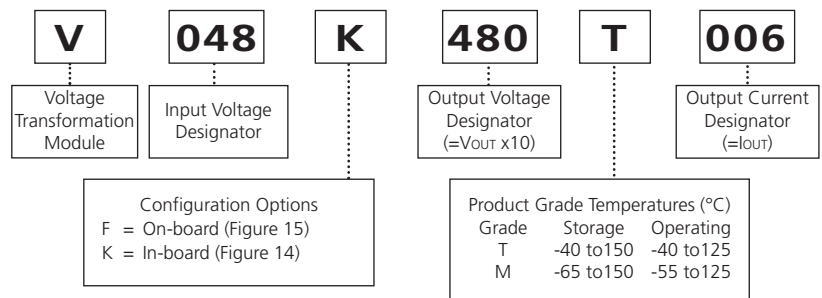 V 048 K 480 T 006
Voltage
Transformation
Module
Input Voltage
Designator
Output Voltage
Designator
(=VOUT x10)
Output Current
Designator
(=IOUT)
Configuration Options
F = On-board (Figure 15)
K = In-board (Figure 14)
Product Grade Temperatures (°C)
Grade Storage Operating
T -40 to150 -40 to125
M -65 to150 -55 to125